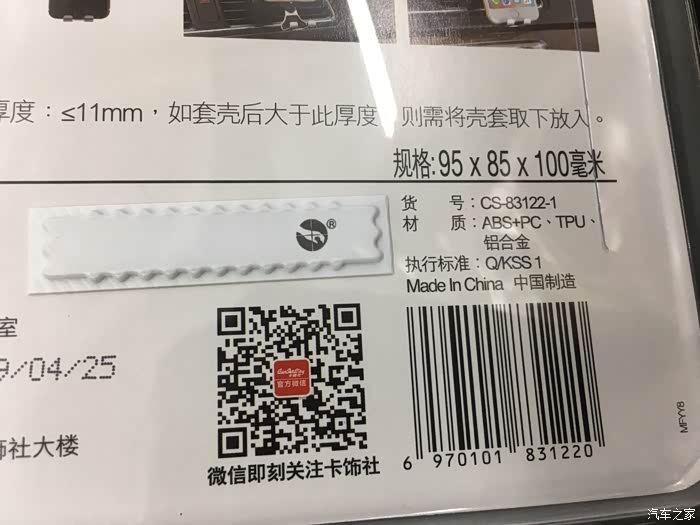 厚度：≤11mm，如套壳后大于此厚度，则需将壳套取下放入。
规格: 95 x 85 x 100毫米
货 号：CS-83122-1
材 质：ABS+PC、TPU、
铝合金
执行标准：Q/KSS 1
Made In China 中国制造
®
室
9/04/25
饰社大楼
官方微信
微信即刻关注卡饰社
6 970101 831220
MFYY8
汽车之家